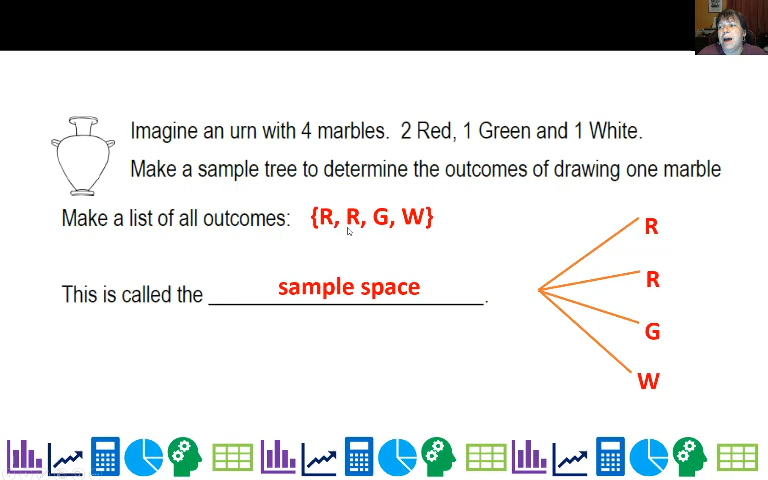 Imagine an urn with 4 marbles. 2 Red, 1 Green and 1 White.
Make a sample tree to determine the outcomes of drawing one marble
Make a list of all outcomes: {R, R, G, W}
This is called the sample space.
R
R
G
W